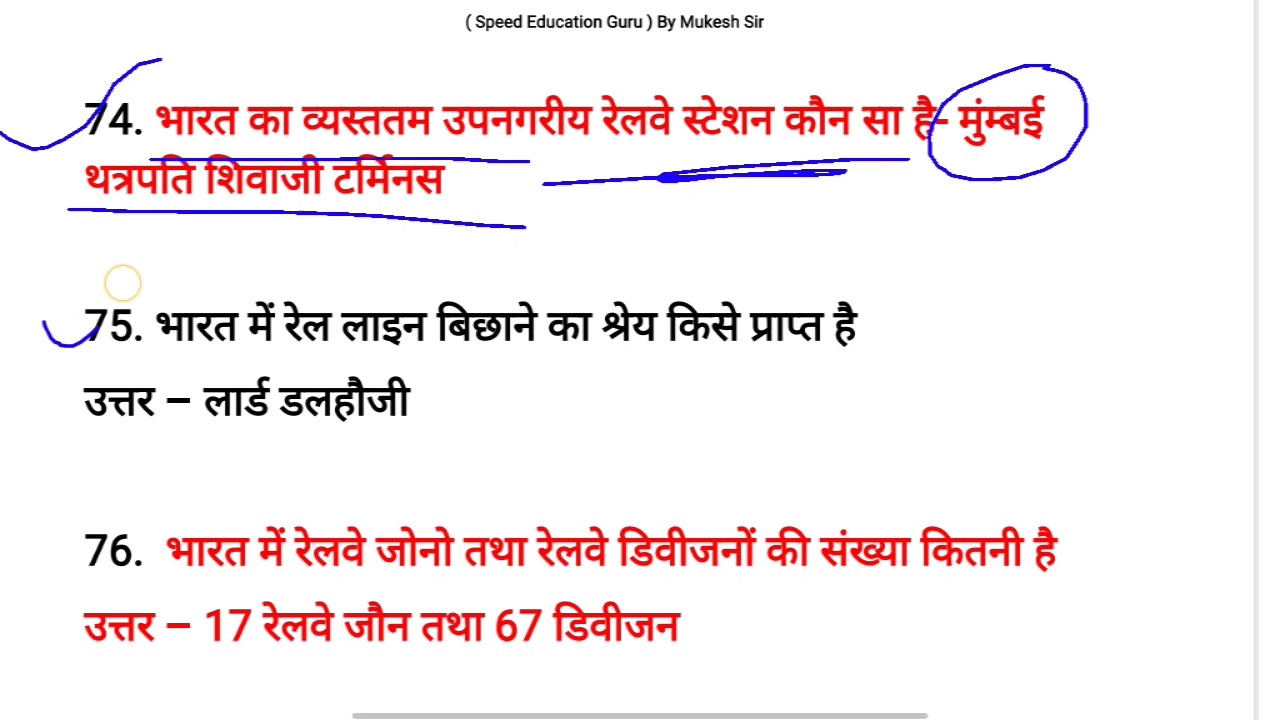 ( Speed Education Guru ) By Mukesh Sir
74. भारत का व्यस्ततम उपनगरीय रेलवे स्टेशन कौन सा है- मुंम्बई
थत्रपति शिवाजी टर्मिनस
75. भारत में रेल लाइन बिछाने का श्रेय किसे प्राप्त है
उत्तर – लार्ड डलहौजी
76. भारत में रेलवे जोनो तथा रेलवे डिवीजनों की संख्या कितनी है
उत्तर – 17 रेलवे जौन तथा 67 डिवीजन